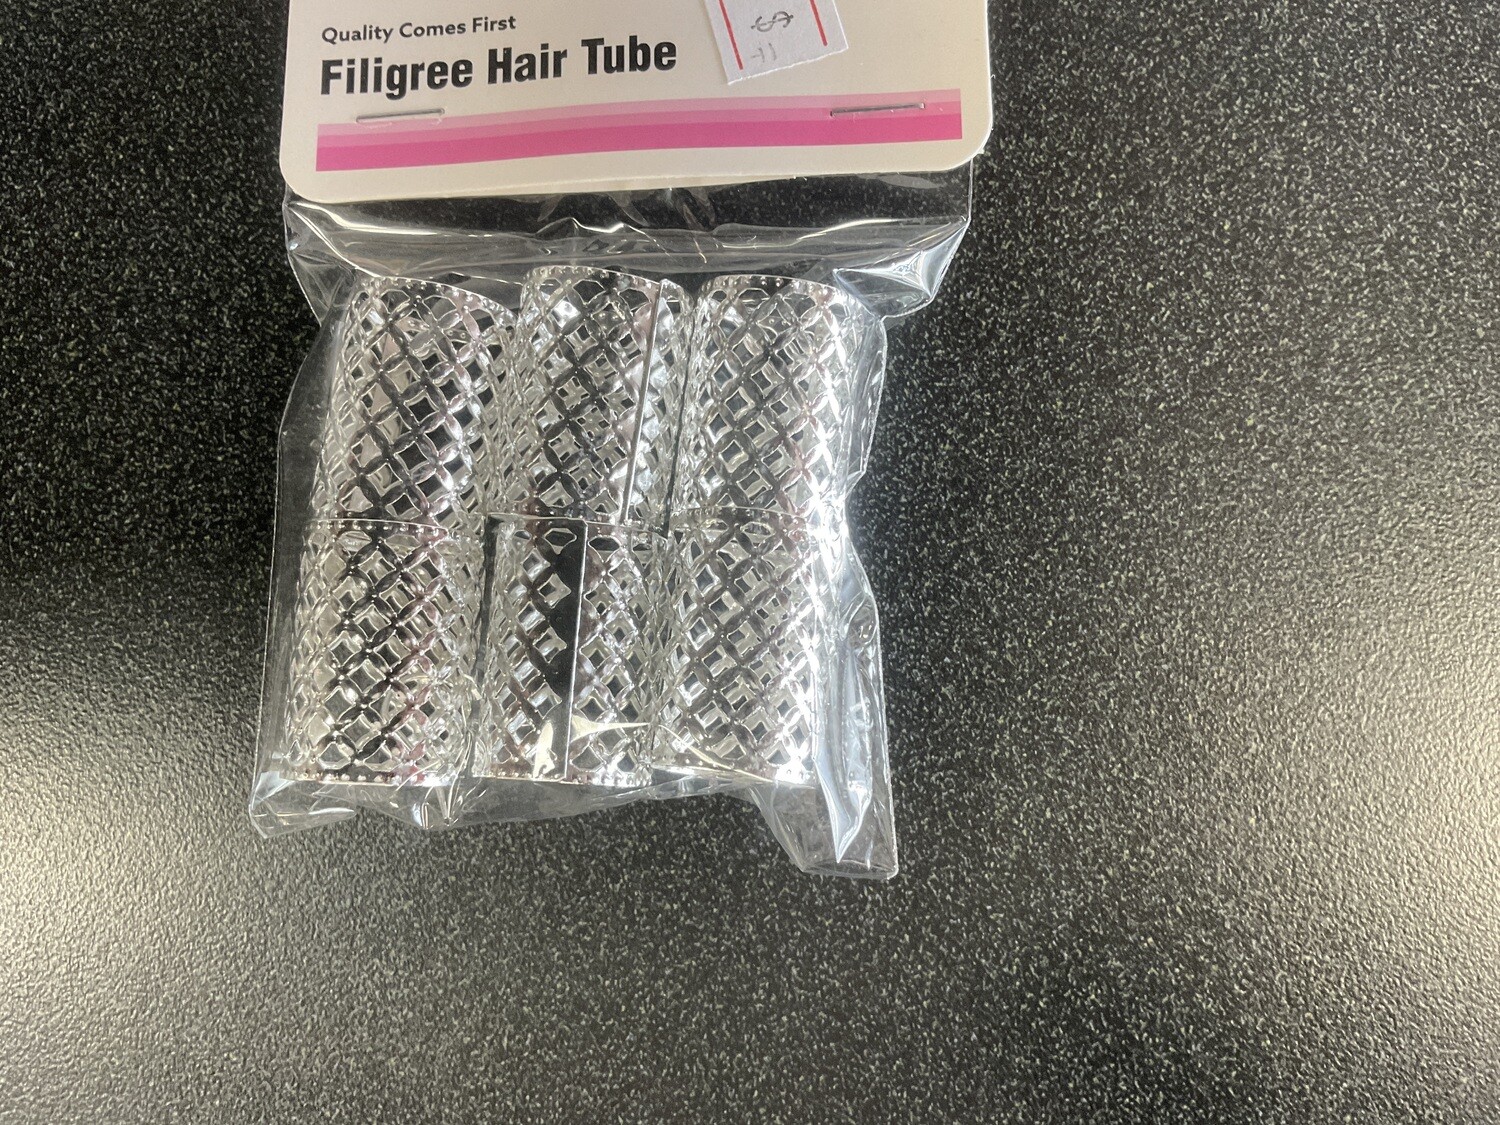 Quality Comes First
Filigree Hair Tube
$